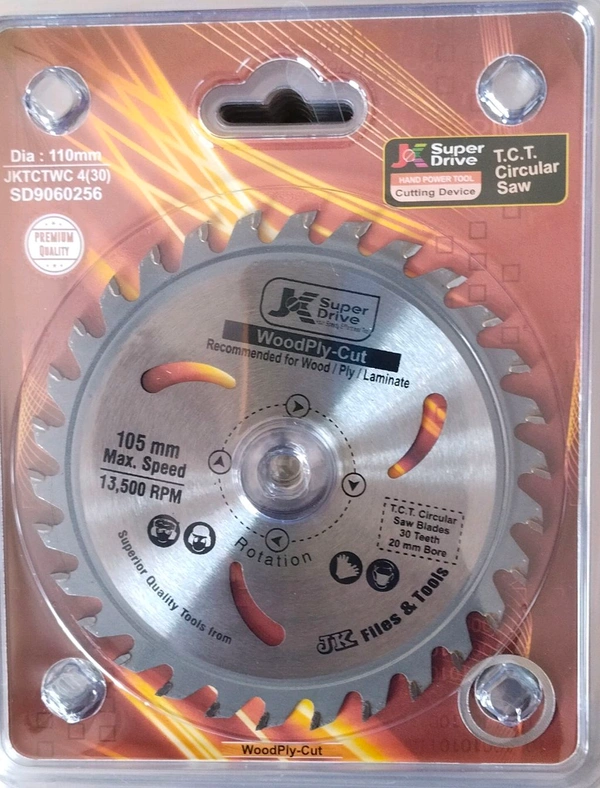 Dia : 110mm
JKTCTWC 4(30)
SD9060256
PREMIUM
QUALITY
JK Super
Drive
HAND POWER TOOL
Cutting Device
T.C.T.
Circular
Saw
JK Super
Drive
WoodPly-Cut
Recommended for Wood / Ply / Laminate
105 mm
Max. Speed
13,500 RPM
T.C.T. Circular
Saw Blades
30 Teeth
20 mm Bore
Rotation
Superior Quality Tools from
JK Files & Tools
WoodPly-Cut